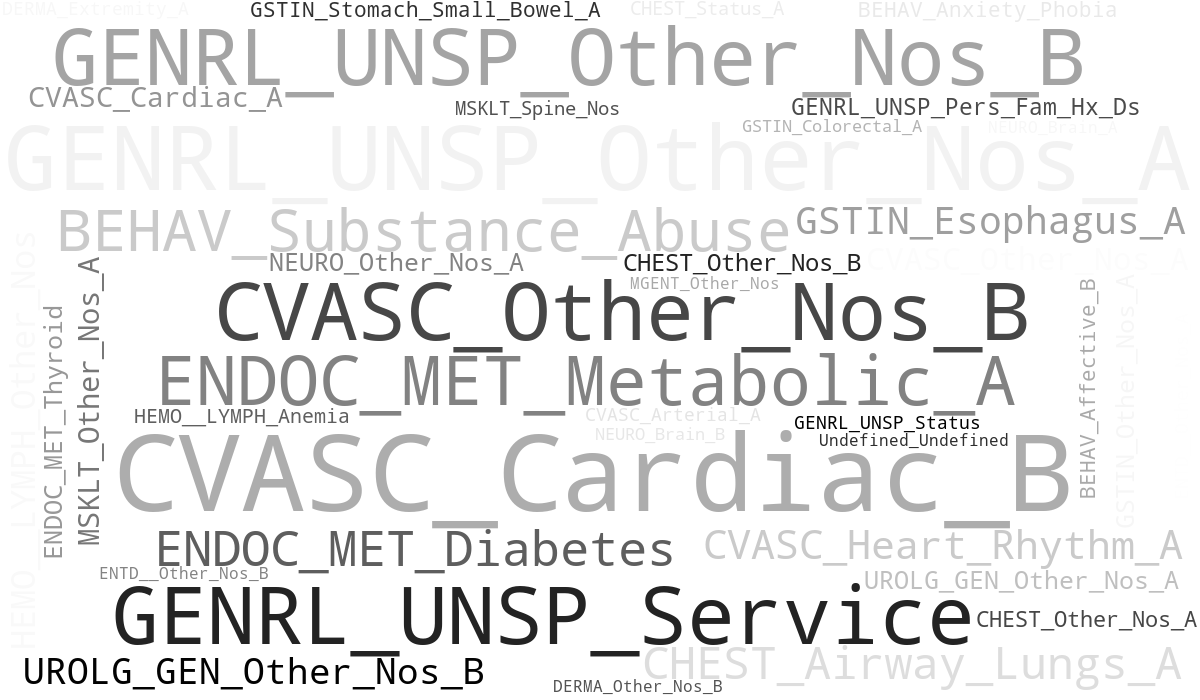 DERMA_Extremity_A
GSTIN_Stomach_Small_Bowel_A
CHEST_Status_A
BEHAV_Anxiety_Phobia
GENRL_UNSP_Other_Nos_B
CVASC_Cardiac_A
MSKLT_Spine_Nos
GENRL_UNSP_Pers_Fam_Hx_Ds
GSTIN_Colorectal_A
NEURO_Brain_A
GENRL_UNSP_Other_Nos_A
BEHAV_Substance_Abuse
GSTIN_Esophagus_A
HEMO__LYMPH_Other_Nos
NEURO_Other_Nos_A
CHEST_Other_Nos_B
CVASC_Other_Nos_A
MSKLT_Other_Nos_A
MGENT_Other_Nos
CVASC_Other_Nos_B
BEHAV_Affective_B
GSTIN_Other_Nos_A
ENDOC_MET_Thyroid
ENDOC_MET_Metabolic_A
HEMO__LYMPH_Anemia
CVASC_Arterial_A
GENRL_UNSP_Status
NEURO_Brain_B
Undefined_Undefined
CVASC_Cardiac_B
ENDOC_MET_Diabetes
CVASC_Heart_Rhythm_A
ENTD__Other_Nos_B
UROLG_GEN_Other_Nos_A
GENRL_UNSP_Service
CHEST_Other_Nos_A
UROLG_GEN_Other_Nos_B
CHEST_Airway_Lungs_A
DERMA_Other_Nos_B